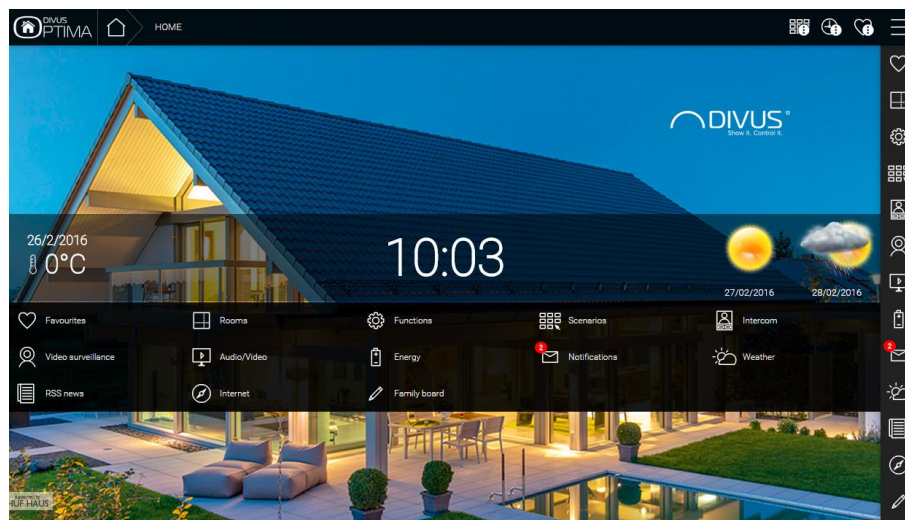 DIVUS
OPTIMA
HOME
DIVUS®
Show it. Control it.
26/2/2016
0°C
10:03
27/02/2016
28/02/2016
Favourites
Rooms
Functions
Scenarios
Intercom
Video surveillance
Audio/Video
Energy
2
Notifications
Weather
2
RSS news
Internet
Family board
HUF HAUS